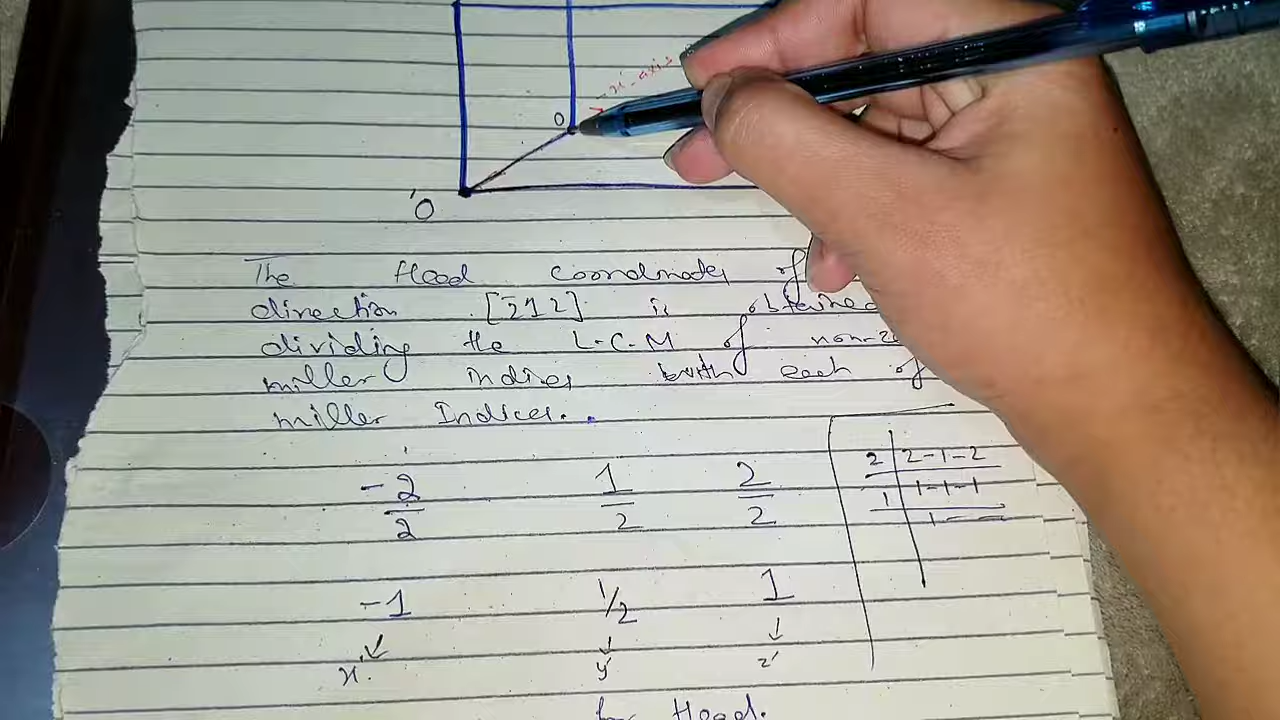 -x'-axis
O
'O
The Head coordinates of
direction [2̅12] is obtained
dividing the L.C.M of
miller indices with each of
miller Indices.
-2/2 1/2 2/2
2 | 2-1-2
1 | 1-1-1
1
-1 1/2 1
x' y' z'
for Head.